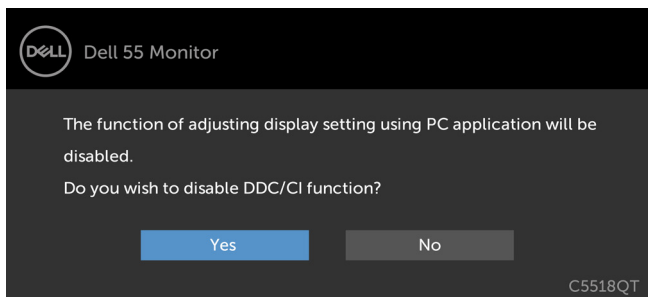 DELL Dell 55 Monitor
The function of adjusting display setting using PC application will be
disabled.
Do you wish to disable DDC/CI function?
Yes No
C5518QT